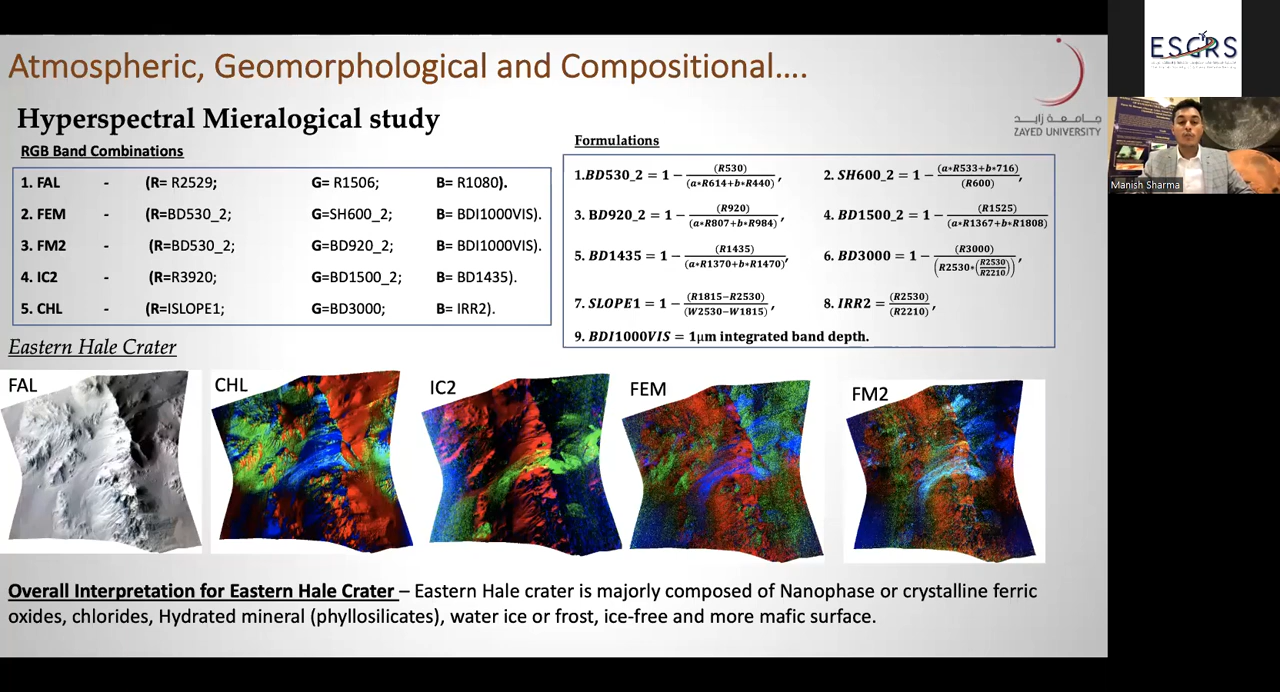 Atmospheric, Geomorphological and Compositional....
Hyperspectral Mieralogical study
RGB Band Combinations
1. FAL - (R= R2529; G= R1506; B= R1080).
2. FEM - (R=BD530_2; G=SH600_2; B= BDI1000VIS).
3. FM2 - (R=BD530_2; G=BD920_2; B= BDI1000VIS).
4. IC2 - (R=R3920; G=BD1500_2; B= BD1435).
5. CHL - (R=ISLOPE1; G=BD3000; B= IRR2).
Formulations
1.BD530_2 = 1 − (R530)/(a*R614+b*R440) ,
2. SH600_2 = 1 − (a*R533+b*716)/(R600) ,
3. BD920_2 = 1 − (R920)/(a*R807+b*R984) ,
4. BD1500_2 = 1 − (R1525)/(a*R1367+b*R1808)
5. BD1435 = 1 − (R1435)/(a*R1370+b*R1470) ,
6. BD3000 = 1 − (R3000)/(R2530*(R2530/R2210)) ,
7. SLOPE1 = 1 − (R1815−R2530)/(W2530−W1815) ,
8. IRR2 = (R2530)/(R2210) ,
9. BDI1000VIS = 1μm integrated band depth.
جامعة زايد
ZAYED UNIVERSITY
ESGRS
Manish Sharma
Eastern Hale Crater
FAL
CHL
IC2
FEM
FM2
Overall Interpretation for Eastern Hale Crater – Eastern Hale crater is majorly composed of Nanophase or crystalline ferric
oxides, chlorides, Hydrated mineral (phyllosilicates), water ice or frost, ice-free and more mafic surface.